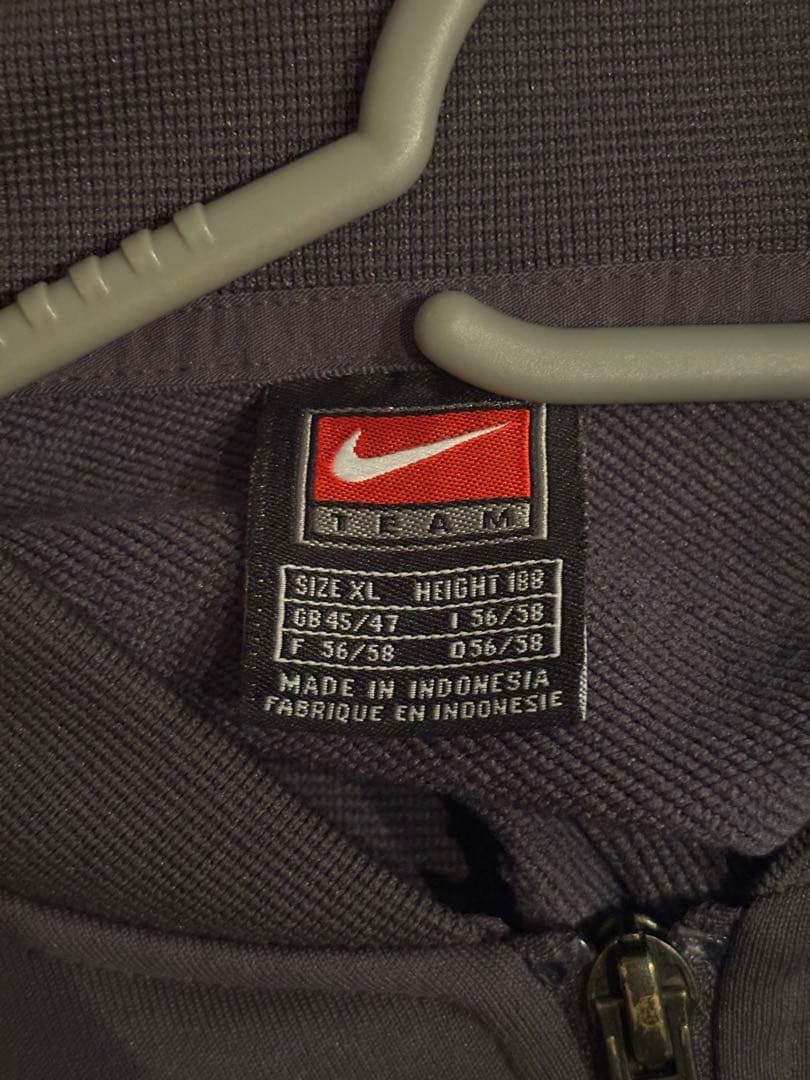 TEAM
SIZE XL HEIGHT 188
GB 45/47 I 56/58
F 56/58 D 56/58
MADE IN INDONESIA
FABRIQUE EN INDONESIE